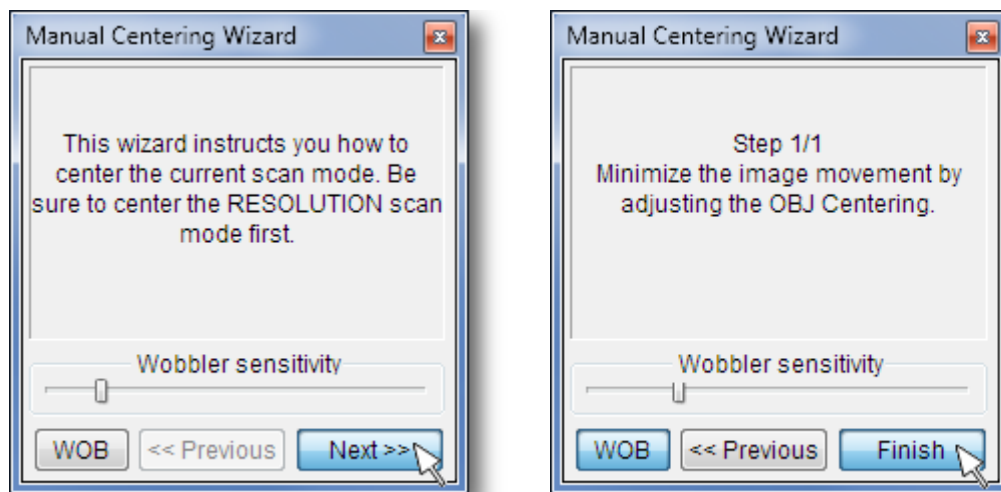 Manual Centering Wizard
This wizard instructs you how to
center the current scan mode. Be
sure to center the RESOLUTION scan
mode first.
Wobbler sensitivity
WOB << Previous Next >>
Manual Centering Wizard
Step 1/1
Minimize the image movement by
adjusting the OBJ Centering.
Wobbler sensitivity
WOB << Previous Finish